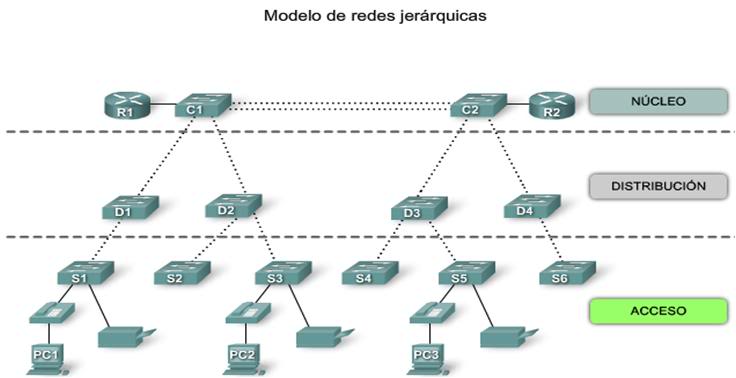 Modelo de redes jerárquicas
R1
C1
C2
R2
NÚCLEO
D1
D2
D3
D4
DISTRIBUCIÓN
S1
S2
S3
S4
S5
S6
ACCESO
PC1
PC2
PC3